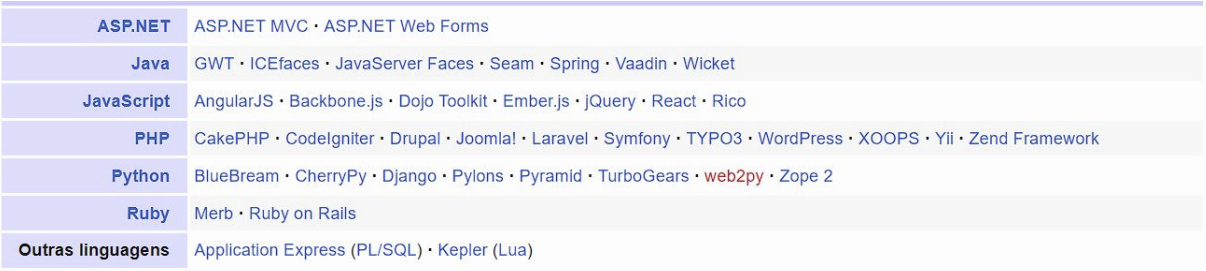 ASP.NET ASP.NET MVC · ASP.NET Web Forms
Java GWT · ICEfaces · JavaServer Faces · Seam · Spring · Vaadin · Wicket
JavaScript AngularJS · Backbone.js · Dojo Toolkit · Ember.js · jQuery · React · Rico
PHP CakePHP · CodeIgniter · Drupal · Joomla! · Laravel · Symfony · TYPO3 · WordPress · XOOPS · Yii · Zend Framework
Python BlueBream · CherryPy · Django · Pylons · Pyramid · TurboGears · web2py · Zope 2
Ruby Merb · Ruby on Rails
Outras linguagens Application Express (PL/SQL) · Kepler (Lua)